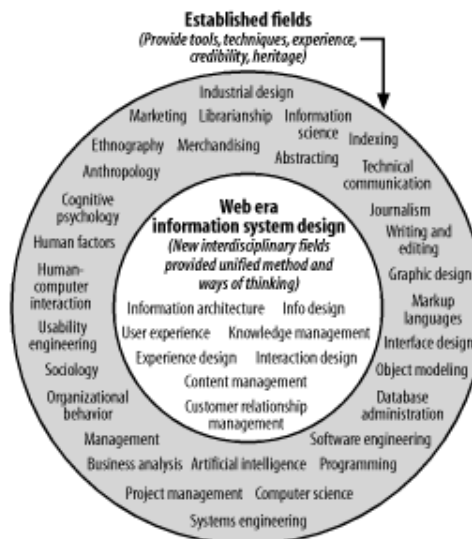 Established fields
(Provide tools, techniques, experience,
credibility, heritage)
Industrial design
Marketing Librarianship Information
science
Indexing
Ethnography Merchandising
Abstracting
Anthropology
Technical
communication
Cognitive
psychology
Journalism
Human factors
Writing and
editing
Human-
computer
interaction
Graphic design
Markup
languages
Usability
engineering
Interface design
Sociology
Object modeling
Organizational
behavior
Database
administration
Management
Software engineering
Business analysis Artificial intelligence Programming
Project management Computer science
Systems engineering
Web era
information system design
(New interdisciplinary fields
provided unified method and
ways of thinking)
Information architecture Info design
User experience Knowledge management
Experience design Interaction design
Content management
Customer relationship
management